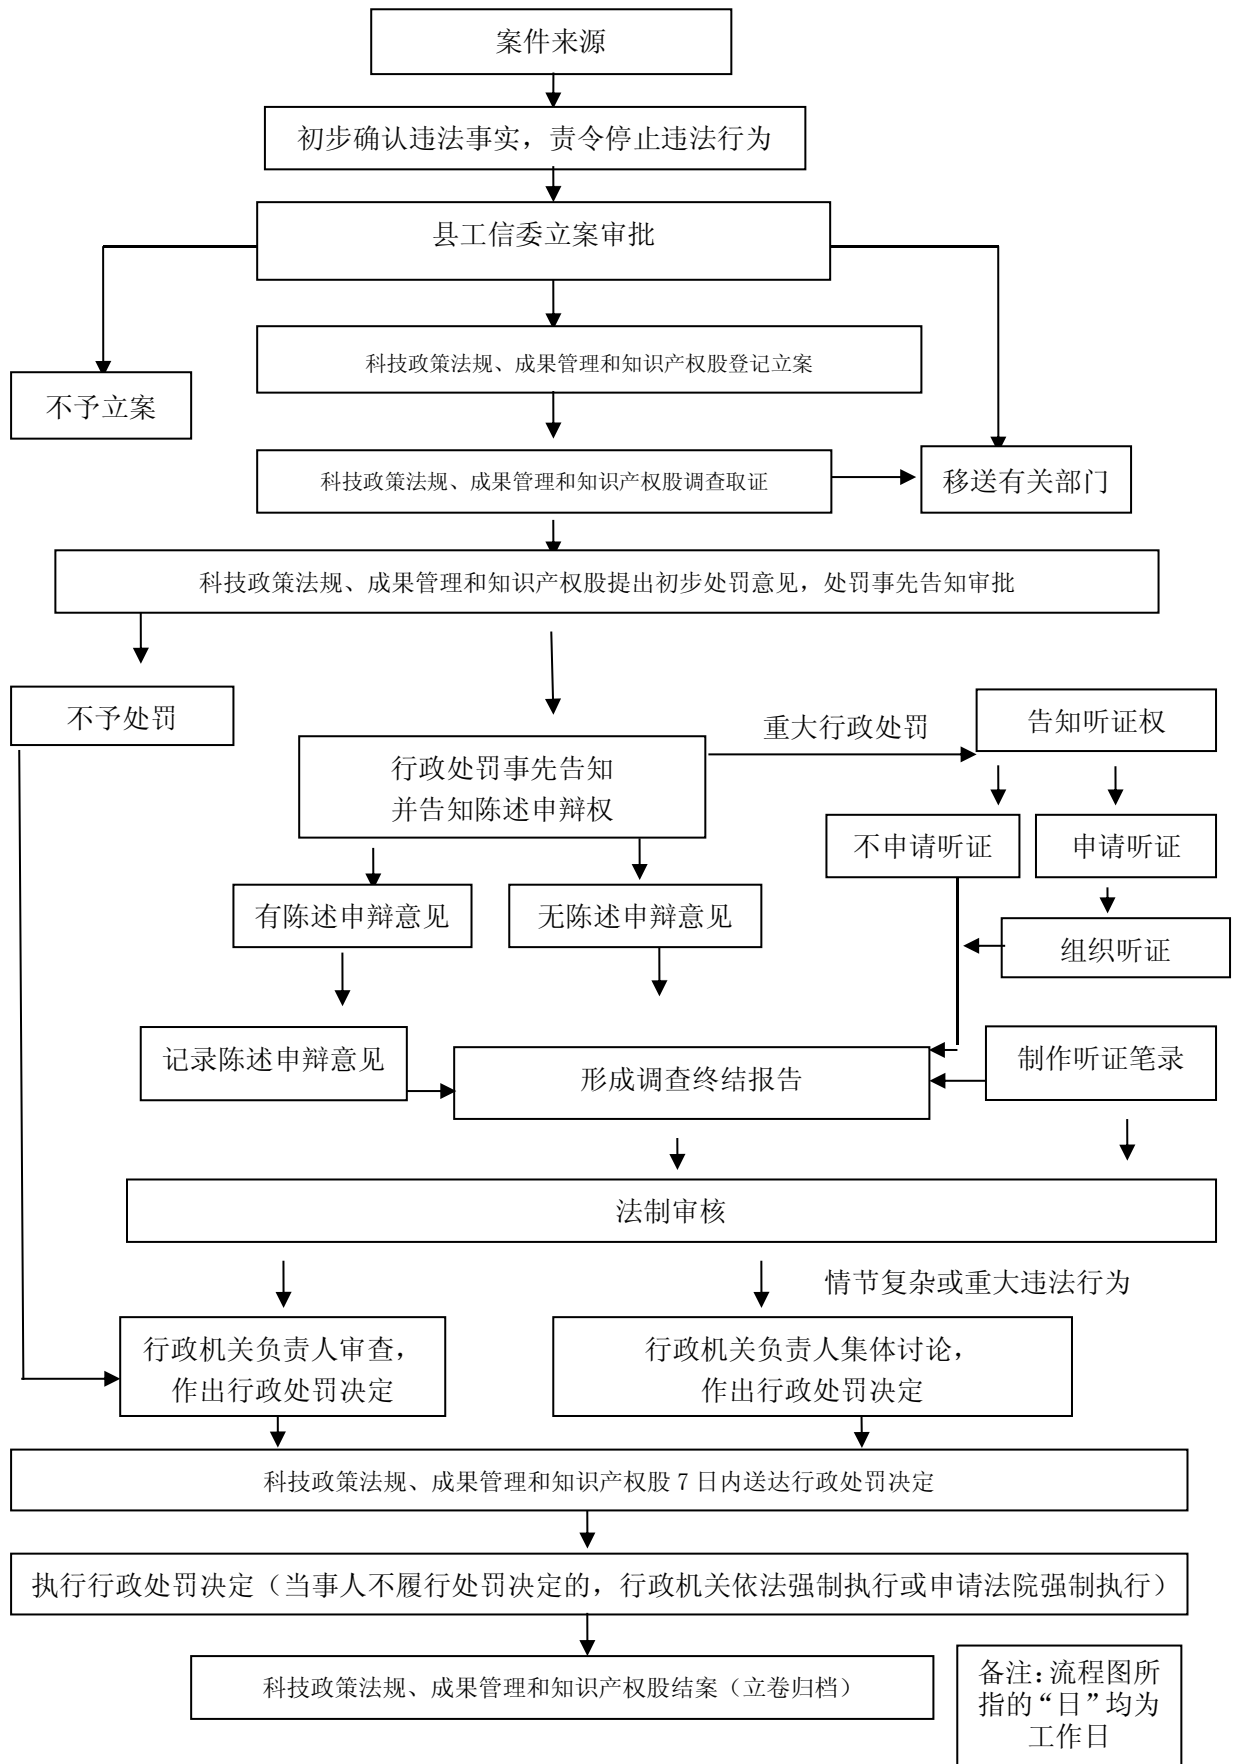 案件来源
初步确认违法事实，责令停止违法行为
县工信委立案审批
科技政策法规、成果管理和知识产权股登记立案
不予立案
科技政策法规、成果管理和知识产权股调查取证
移送有关部门
科技政策法规、成果管理和知识产权股提出初步处罚意见，处罚事先告知审批
不予处罚
重大行政处罚
告知听证权
行政处罚事先告知
并告知陈述申辩权
不申请听证
申请听证
有陈述申辩意见
无陈述申辩意见
组织听证
记录陈述申辩意见
形成调查终结报告
制作听证笔录
法制审核
情节复杂或重大违法行为
行政机关负责人审查，
作出行政处罚决定
行政机关负责人集体讨论，
作出行政处罚决定
科技政策法规、成果管理和知识产权股 7 日内送达行政处罚决定
执行行政处罚决定（当事人不履行处罚决定的，行政机关依法强制执行或申请法院强制执行）
科技政策法规、成果管理和知识产权股结案（立卷归档）
备注：流程图所
指的“日”均为
工作日